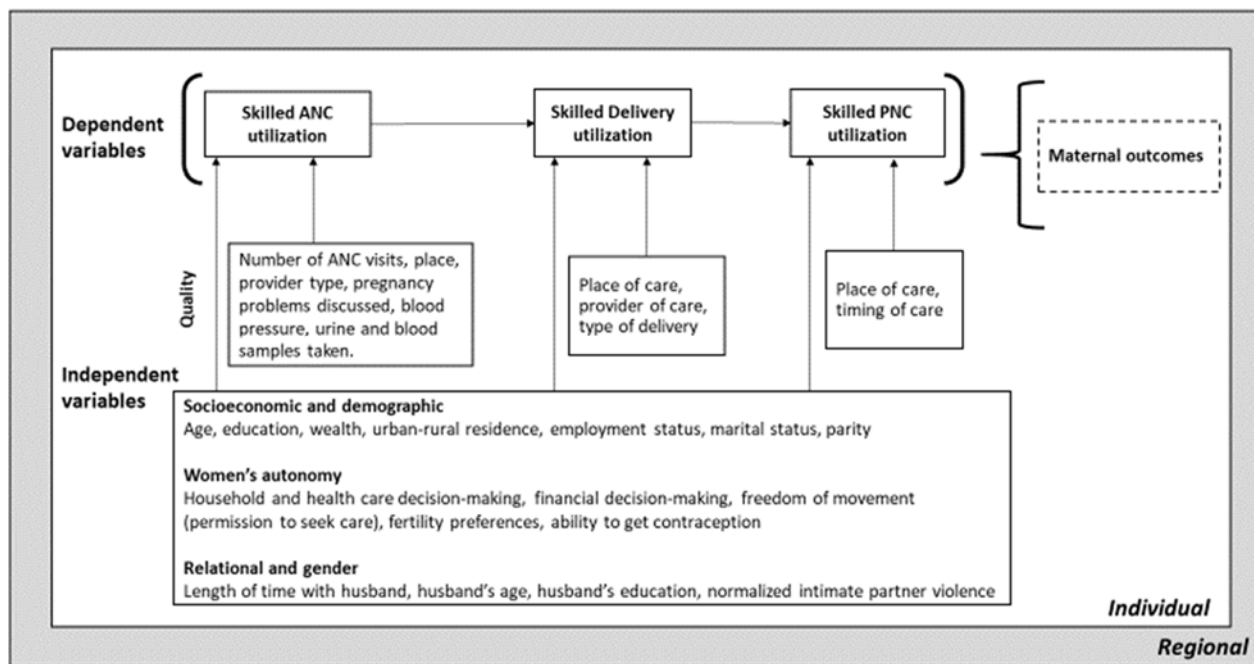 Dependent
variables
Skilled ANC
utilization
Skilled Delivery
utilization
Skilled PNC
utilization
Maternal outcomes
Quality
Number of ANC visits, place,
provider type, pregnancy
problems discussed, blood
pressure, urine and blood
samples taken.
Place of care,
provider of care,
type of delivery
Place of care,
timing of care
Independent
variables
Socioeconomic and demographic
Age, education, wealth, urban-rural residence, employment status, marital status, parity
Women's autonomy
Household and health care decision-making, financial decision-making, freedom of movement
(permission to seek care), fertility preferences, ability to get contraception
Relational and gender
Length of time with husband, husband's age, husband's education, normalized intimate partner violence
Individual
Regional